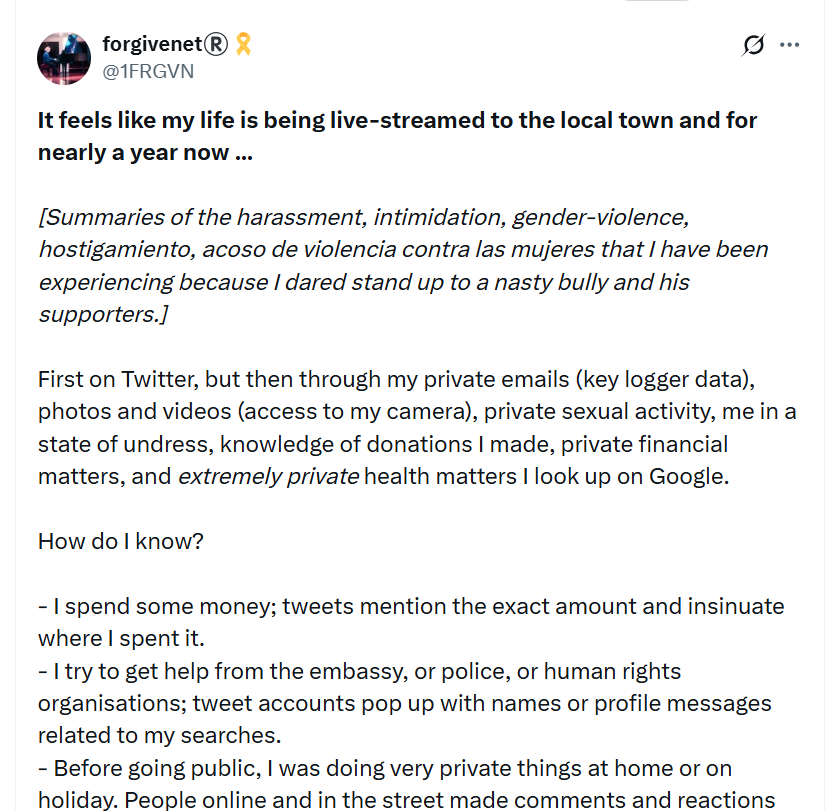 forgivenet®️🎗️
@1FRGVN
It feels like my life is being live-streamed to the local town and for
nearly a year now ...
[Summaries of the harassment, intimidation, gender-violence,
hostigamiento, acoso de violencia contra las mujeres that I have been
experiencing because I dared stand up to a nasty bully and his
supporters.]
First on Twitter, but then through my private emails (key logger data),
photos and videos (access to my camera), private sexual activity, me in a
state of undress, knowledge of donations I made, private financial
matters, and extremely private health matters I look up on Google.
How do I know?
- I spend some money; tweets mention the exact amount and insinuate
where I spent it.
- I try to get help from the embassy, or police, or human rights
organisations; tweet accounts pop up with names or profile messages
related to my searches.
- Before going public, I was doing very private things at home or on
holiday. People online and in the street made comments and reactions